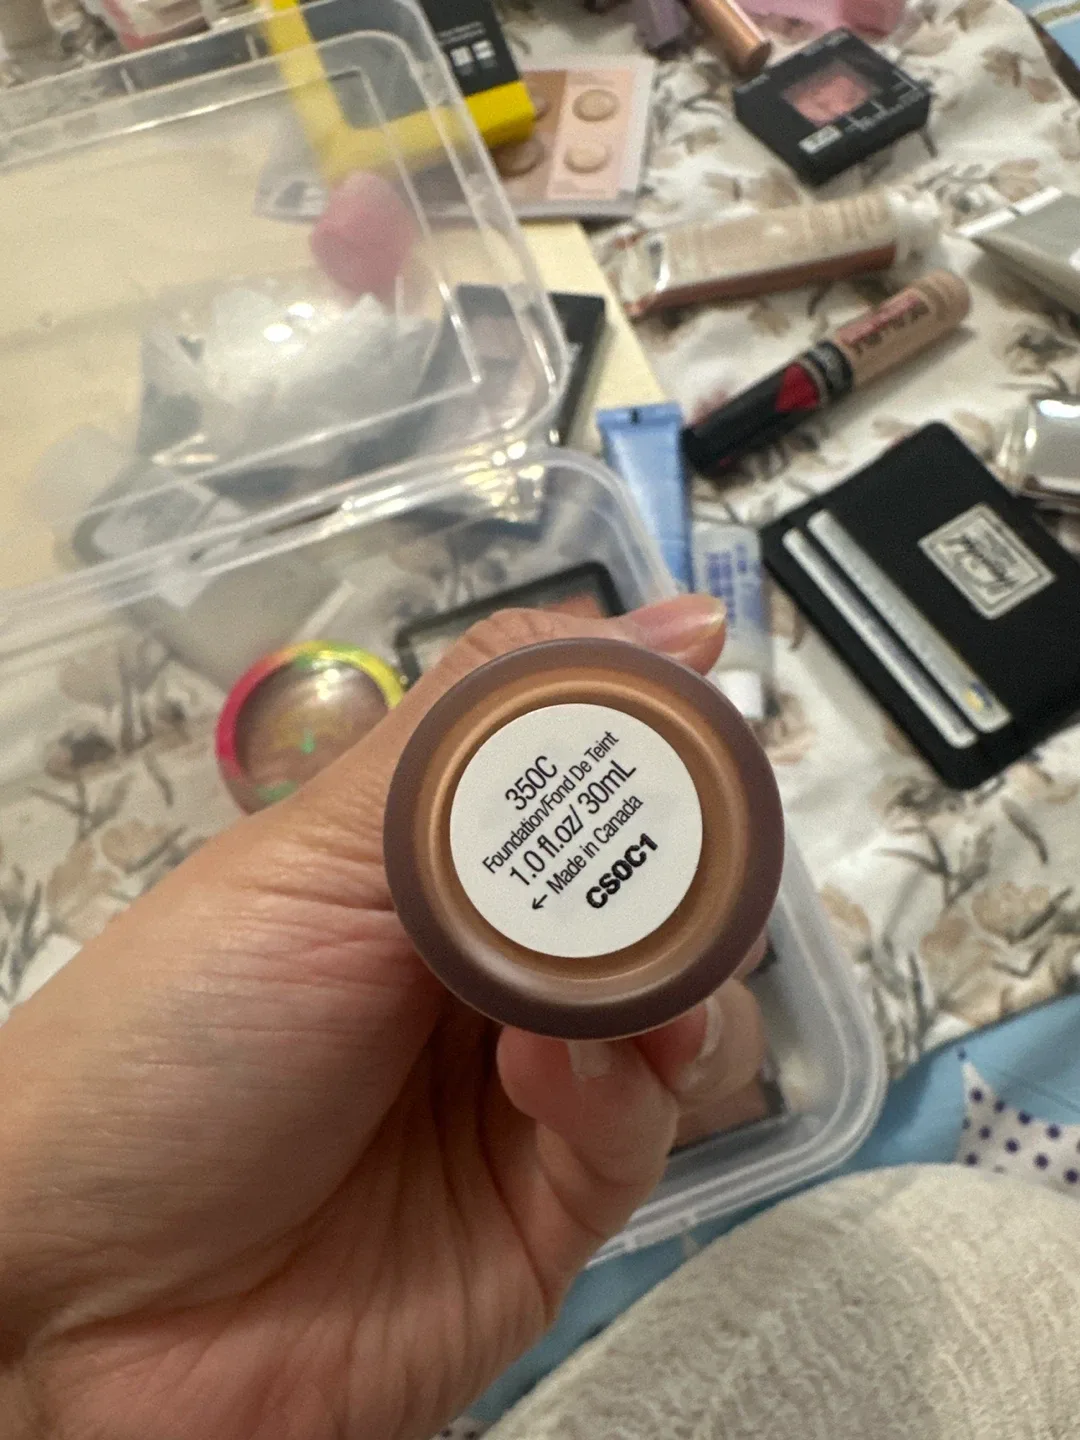 350C
Foundation/Fond De Teint
1.0 fl.oz/ 30mL
← Made in Canada
CSOC1